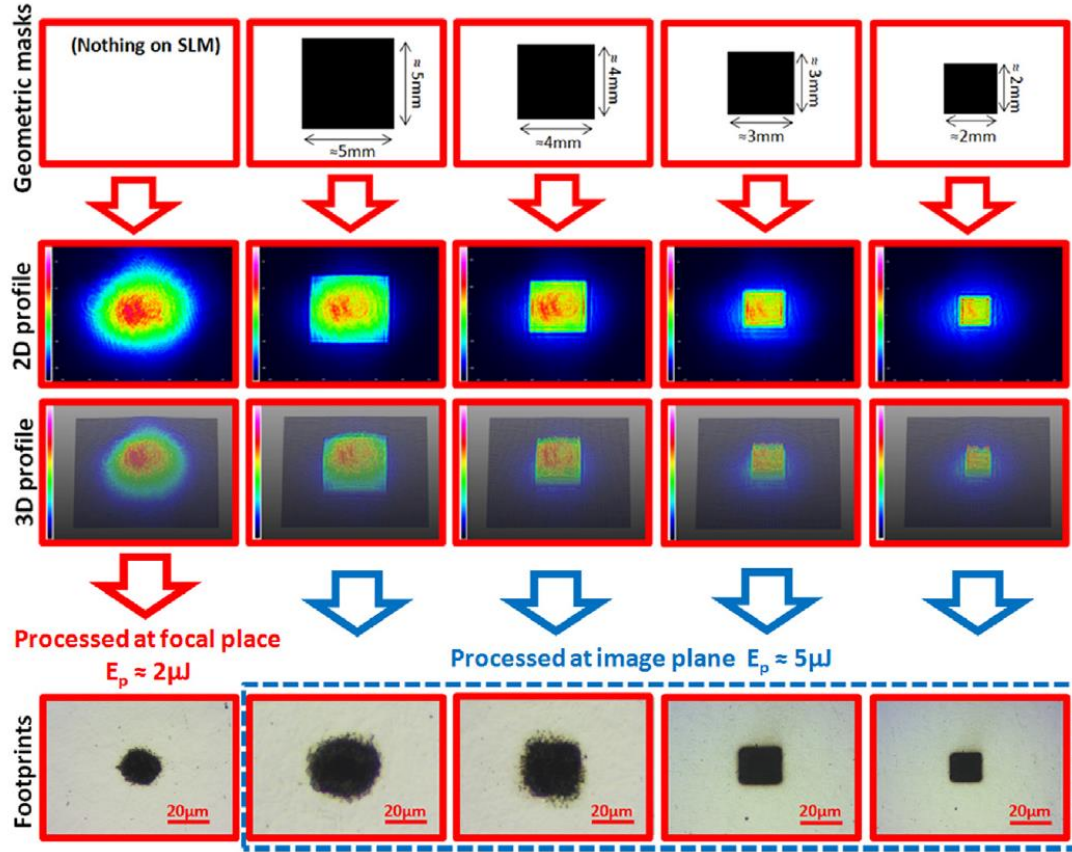 Geometric masks
(Nothing on SLM)
≈5mm
≈5mm
≈4mm
≈4mm
≈3mm
≈3mm
≈2mm
≈2mm
2D profile
3D profile
Processed at focal place
Eₚ ≈ 2µJ
Processed at image plane Eₚ ≈ 5µJ
Footprints
20µm
20µm
20µm
20µm
20µm